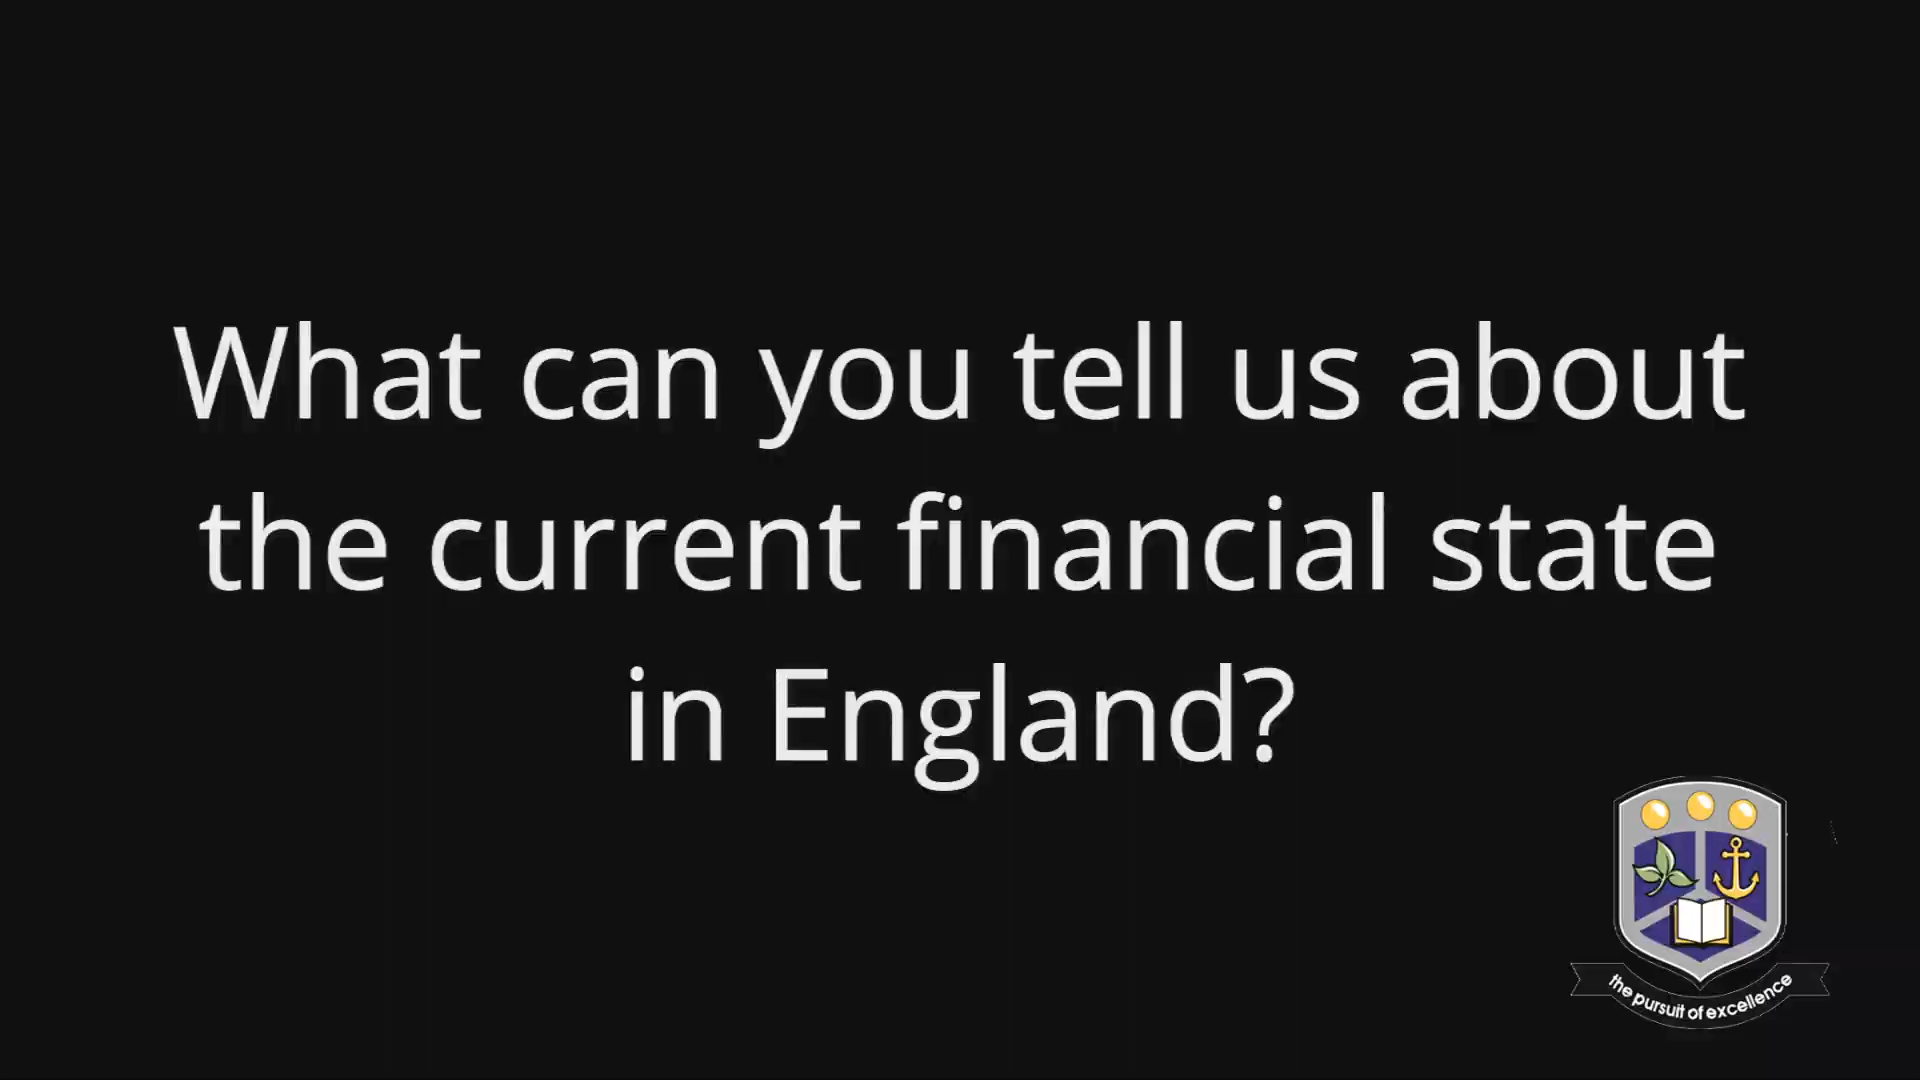 What can you tell us about
the current financial state
in England?
the pursuit of excellence